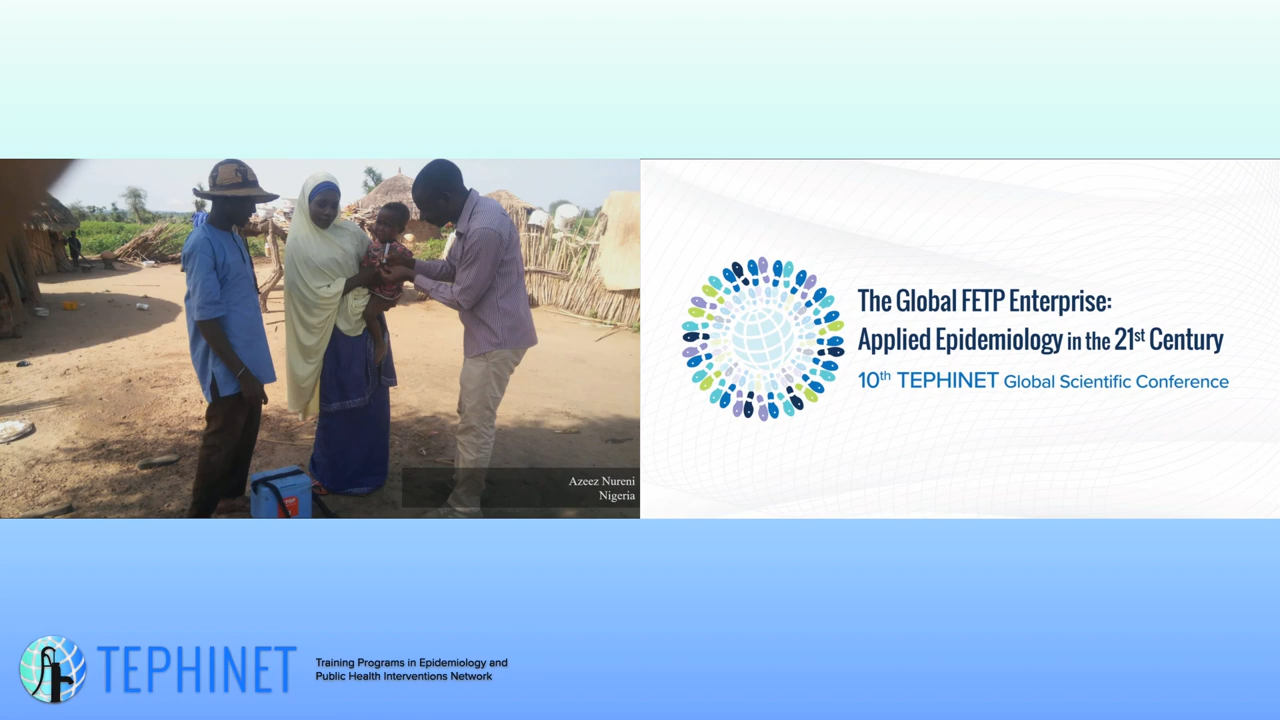 Azeez Nureni
Nigeria
The Global FETP Enterprise:
Applied Epidemiology in the 21st Century
10th TEPHINET Global Scientific Conference
TEPHINET
Training Programs in Epidemiology and
Public Health Interventions Network